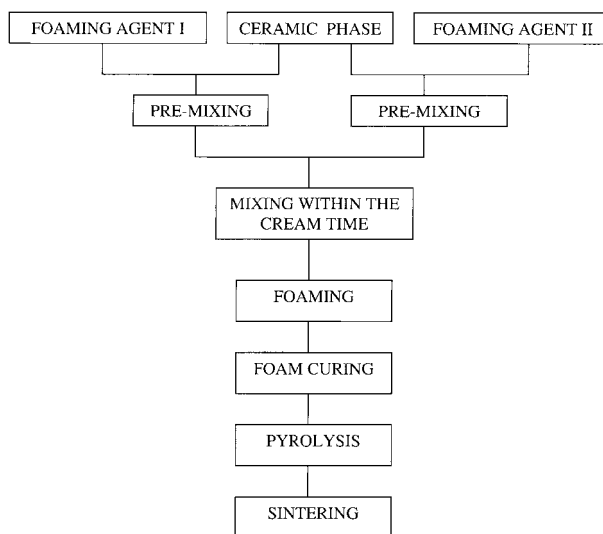 FOAMING AGENT I
CERAMIC PHASE
FOAMING AGENT II
PRE-MIXING
PRE-MIXING
MIXING WITHIN THE
CREAM TIME
FOAMING
FOAM CURING
PYROLYSIS
SINTERING